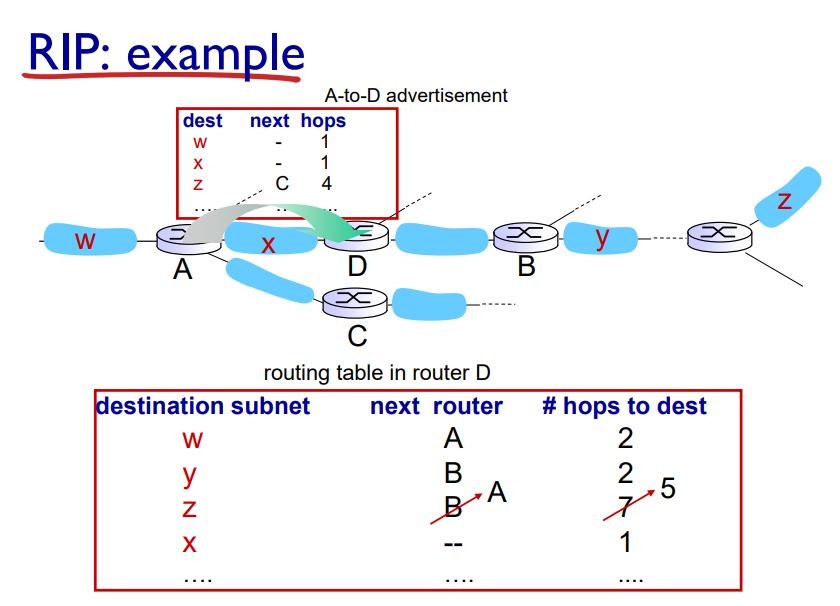 RIP: example
A-to-D advertisement
dest next hops
w - 1
x - 1
z C 4
…. .. ...
w x y z
A D B
C
routing table in router D
destination subnet next router # hops to dest
w A 2
y B 2
z B A 7 5
x -- 1
…. …. ....